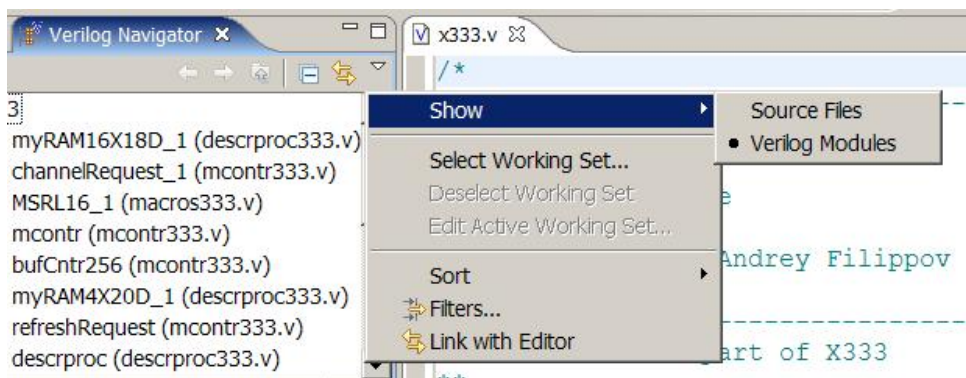 Verilog Navigator
x333.v
/*
3
myRAM16X18D_1 (descrproc333.v)
channelRequest_1 (mcontr333.v)
MSRL16_1 (macros333.v)
mcontr (mcontr333.v)
bufCntr256 (mcontr333.v)
myRAM4X20D_1 (descrproc333.v)
refreshRequest (mcontr333.v)
descrproc (descrproc333.v)
Show
Select Working Set...
Deselect Working Set
Edit Active Working Set...
Sort
Filters...
Link with Editor
Source Files
Verilog Modules
e
Andrey Filippov
----------------
art of X333
**